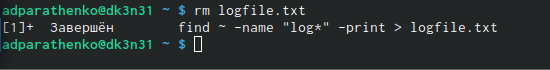 adparathenko@dk3n31 ~ $ rm logfile.txt
[1]+  Завершён        find ~ -name "log*" -print > logfile.txt
adparathenko@dk3n31 ~ $